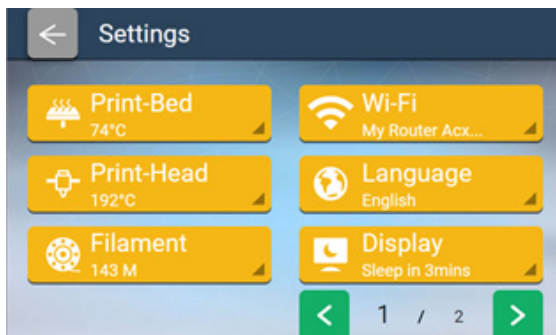 Settings
Print-Bed
74°C
Wi-Fi
My Router Acx...
Print-Head
192°C
Language
English
Filament
143 M
Display
Sleep in 3mins
1 / 2